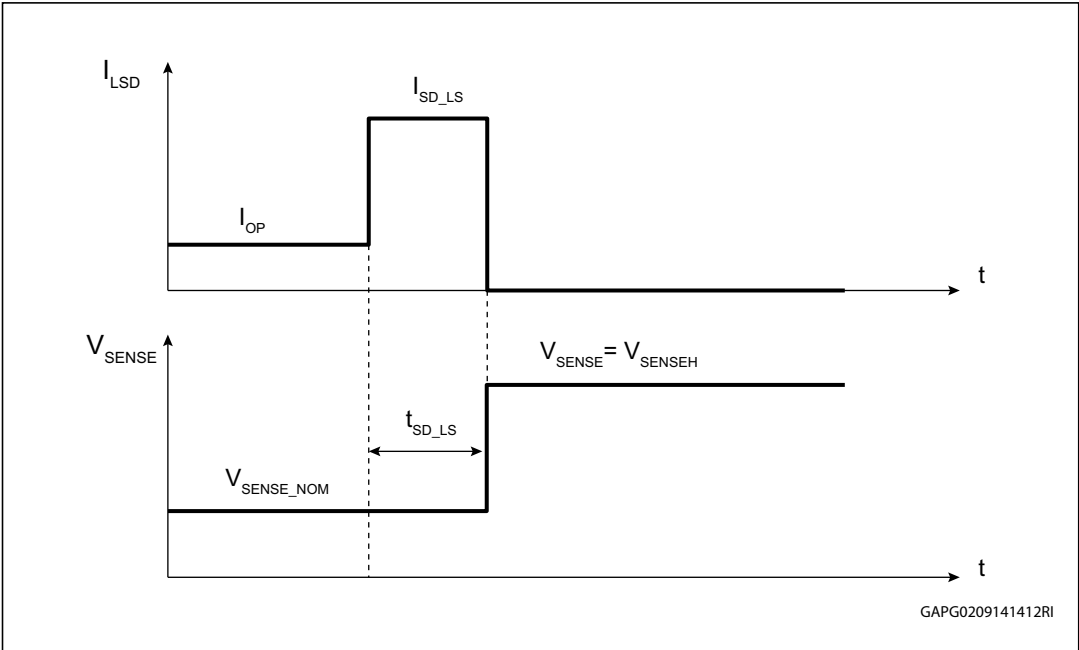 I_LSD
I_SD_LS
I_OP
t
V_SENSE
V_SENSE = V_SENSEH
t_SD_LS
V_SENSE_NOM
t
GAPG0209141412RI